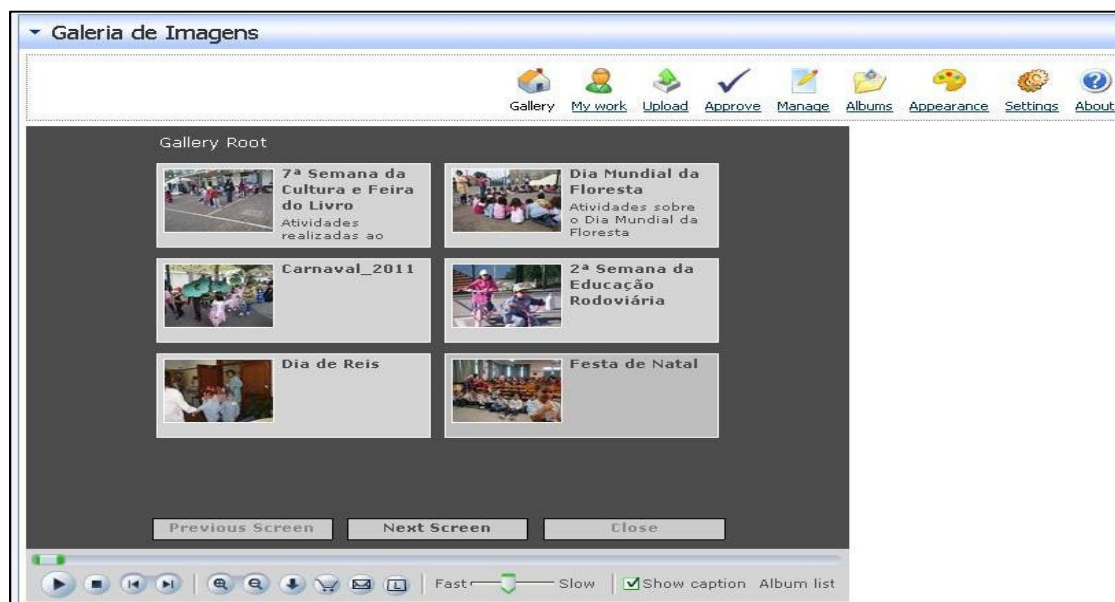 Galeria de Imagens
Gallery My work Upload Approve Manage Albums Appearance Settings About
Gallery Root
7ª Semana da
Cultura e Feira
do Livro
Atividades
realizadas ao
Dia Mundial da
Floresta
Atividades sobre
o Dia Mundial da
Floresta
Carnaval_2011
2ª Semana da
Educação
Rodoviária
Dia de Reis
Festa de Natal
Previous Screen Next Screen Close
Fast Slow Show caption Album list